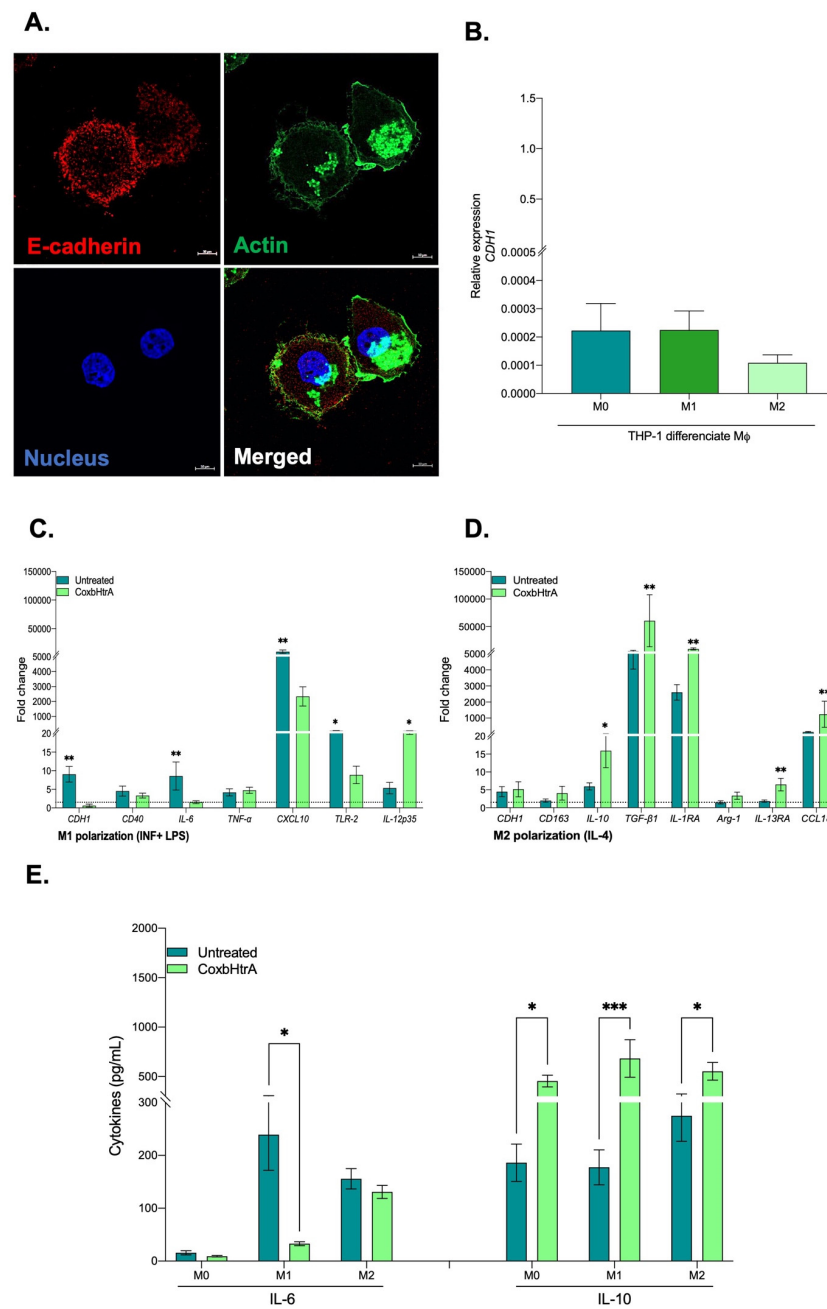 A.
E-cadherin
Actin
Nucleus
Merged
B.
Relative expression
CDH1
1.5
1.0
0.5
0.0005
0.0003
0.0002
0.0001
0.0000
M0 M1 M2
THP-1 differenciate Mϕ
C.
Untreated
CoxbHtrA
Fold change
150000
100000
50000
5000
4000
3000
2000
1000
20
15
10
5
0
** ** ** * *
CDH1 CD40 IL-6 TNF-α CXCL10 TLR-2 IL-12p35
M1 polarization (INF+ LPS)
D.
Untreated
CoxbHtrA
Fold change
150000
100000
50000
5000
4000
3000
2000
1000
20
15
10
5
0
* ** ** ** **
CDH1 CD163 IL-10 TGF-β1 IL-1RA Arg-1 IL-13RA
M2 polarization (IL-4)
E.
Untreated
CoxbHtrA
Cytokines (pg/mL)
2000
1500
1000
500
300
200
100
0
* * *** *
M0 M1 M2 M0 M1 M2
IL-6 IL-10